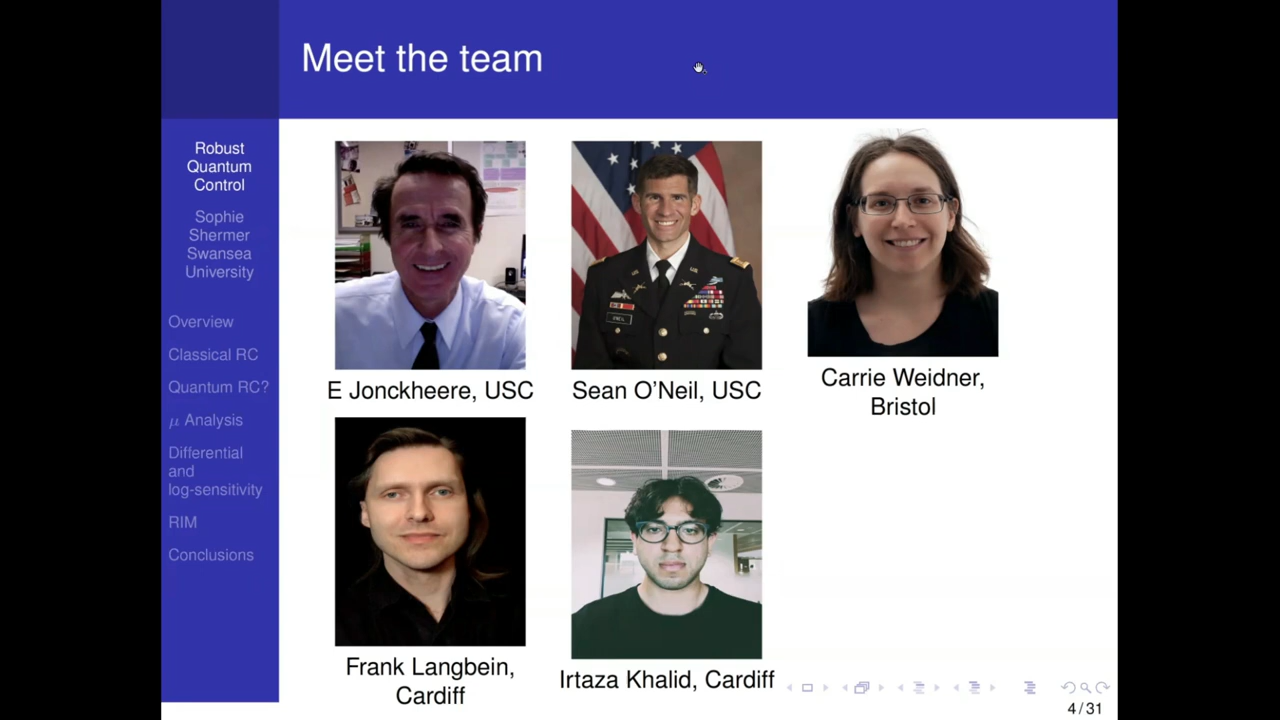 Meet the team
Robust
Quantum
Control
Sophie
Shermer
Swansea
University
Overview
Classical RC
Quantum RC?
μ Analysis
Differential
and
log-sensitivity
RIM
Conclusions
E Jonckheere, USC
Sean O'Neil, USC
Carrie Weidner,
Bristol
Frank Langbein,
Cardiff
Irtaza Khalid, Cardiff
4 / 31